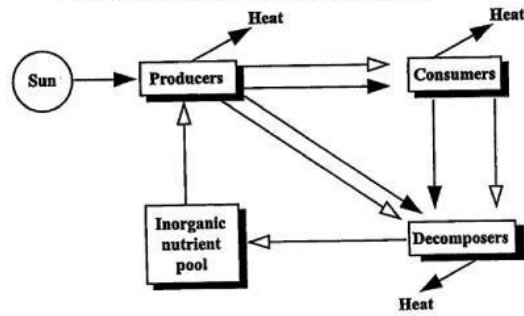 Heat
Heat
Sun
Producers
Consumers
Inorganic
nutrient
pool
Decomposers
Heat